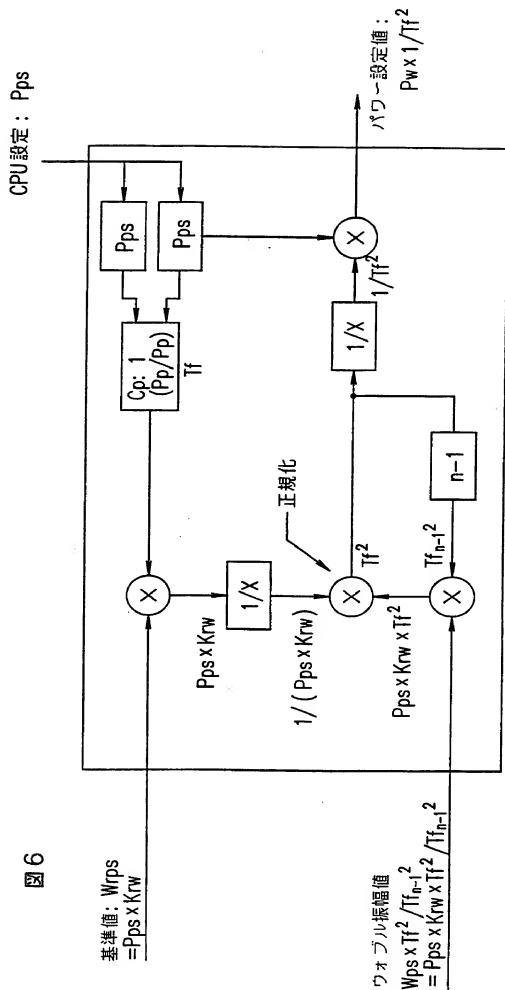 図6
CPU設定: Pps
Pps
Pps
Cp: 1
(Pp/Pp)
Tf
基準値: Wrps
=Pps x Krw
X
Pps x Krw
1/X
1/(Pps x Krw)
正規化
X
Tf²
1/X
1/Tf²
X
パワー設定値:
Pw x 1/Tf²
n-1
Tfₙ₋₁²
Pps x Krw x Tf²
X
ウォブル振幅値
Wps x Tf²/Tfₙ₋₁²
= Pps x Krw x Tf²/Tfₙ₋₁²